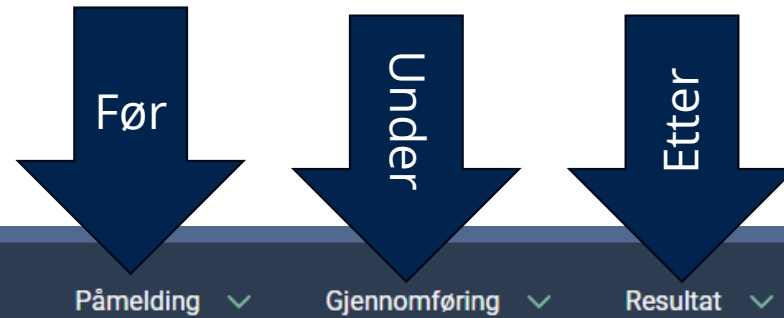 Før
Under
Etter
Påmelding
Gjennomføring
Resultat